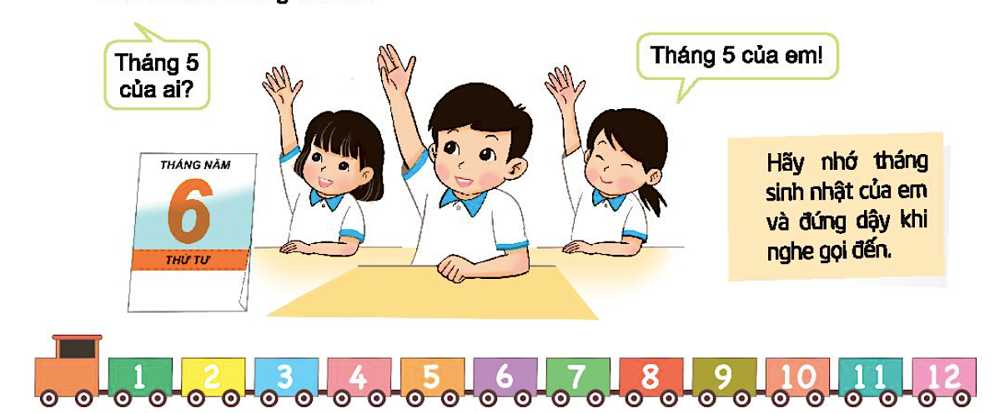 Tháng 5
của ai?
Tháng 5 của em!
THÁNG NĂM
6
THỨ TƯ
Hãy nhớ tháng
sinh nhật của em
và đứng dậy khi
nghe gọi đến.
1 2 3 4 5 6 7 8 9 10 11 12